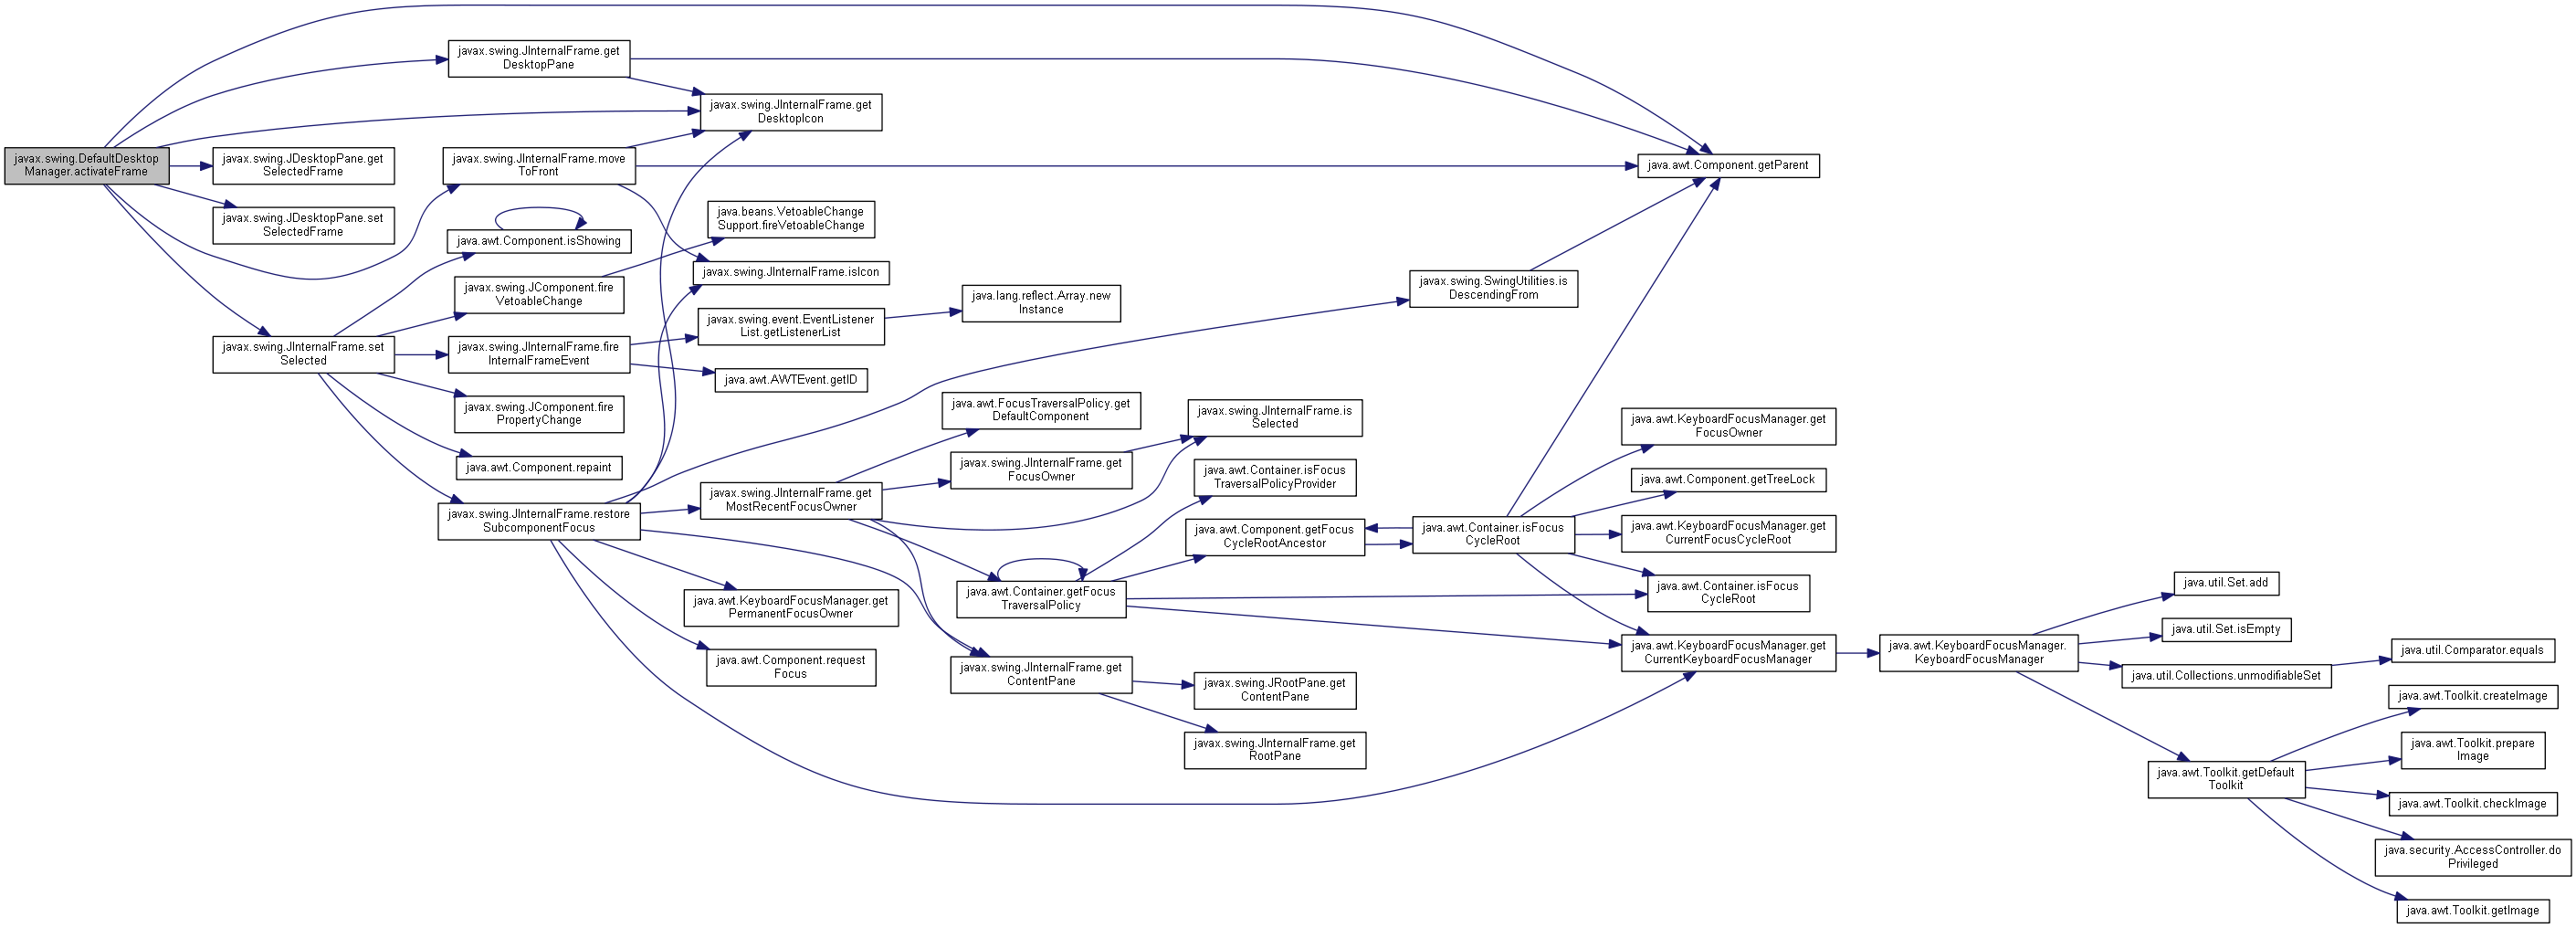 javax.swing.DefaultDesktop
Manager.activateFrame
javax.swing.JInternalFrame.get
DesktopPane
javax.swing.JInternalFrame.get
DesktopIcon
javax.swing.JDesktopPane.get
SelectedFrame
javax.swing.JDesktopPane.set
SelectedFrame
javax.swing.JInternalFrame.move
ToFront
java.awt.Component.getParent
java.awt.Component.isShowing
java.beans.VetoableChange
Support.fireVetoableChange
javax.swing.JInternalFrame.isIcon
javax.swing.JComponent.fire
VetoableChange
javax.swing.JInternalFrame.set
Selected
javax.swing.JInternalFrame.fire
InternalFrameEvent
javax.swing.event.EventListener
List.getListenerList
java.lang.reflect.Array.new
Instance
java.awt.AWTEvent.getID
javax.swing.SwingUtilities.is
DescendingFrom
javax.swing.JComponent.fire
PropertyChange
java.awt.Component.repaint
javax.swing.JInternalFrame.restore
SubcomponentFocus
javax.swing.JInternalFrame.get
MostRecentFocusOwner
java.awt.FocusTraversalPolicy.get
DefaultComponent
javax.swing.JInternalFrame.get
FocusOwner
javax.swing.JInternalFrame.is
Selected
java.awt.Container.isFocus
TraversalPolicyProvider
java.awt.Component.getFocus
CycleRootAncestor
java.awt.Container.isFocus
CycleRoot
java.awt.KeyboardFocusManager.get
FocusOwner
java.awt.Component.getTreeLock
java.awt.KeyboardFocusManager.get
CurrentFocusCycleRoot
java.awt.Container.isFocus
CycleRoot
java.awt.Container.getFocus
TraversalPolicy
java.awt.KeyboardFocusManager.get
PermanentFocusOwner
java.awt.Component.request
Focus
javax.swing.JInternalFrame.get
ContentPane
javax.swing.JRootPane.get
ContentPane
javax.swing.JInternalFrame.get
RootPane
java.awt.KeyboardFocusManager.get
CurrentKeyboardFocusManager
java.awt.KeyboardFocusManager.
KeyboardFocusManager
java.util.Set.add
java.util.Set.isEmpty
java.util.Collections.unmodifiableSet
java.util.Comparator.equals
java.awt.Toolkit.getDefault
Toolkit
java.awt.Toolkit.createImage
java.awt.Toolkit.prepare
Image
java.awt.Toolkit.checkImage
java.security.AccessController.do
Privileged
java.awt.Toolkit.getImage